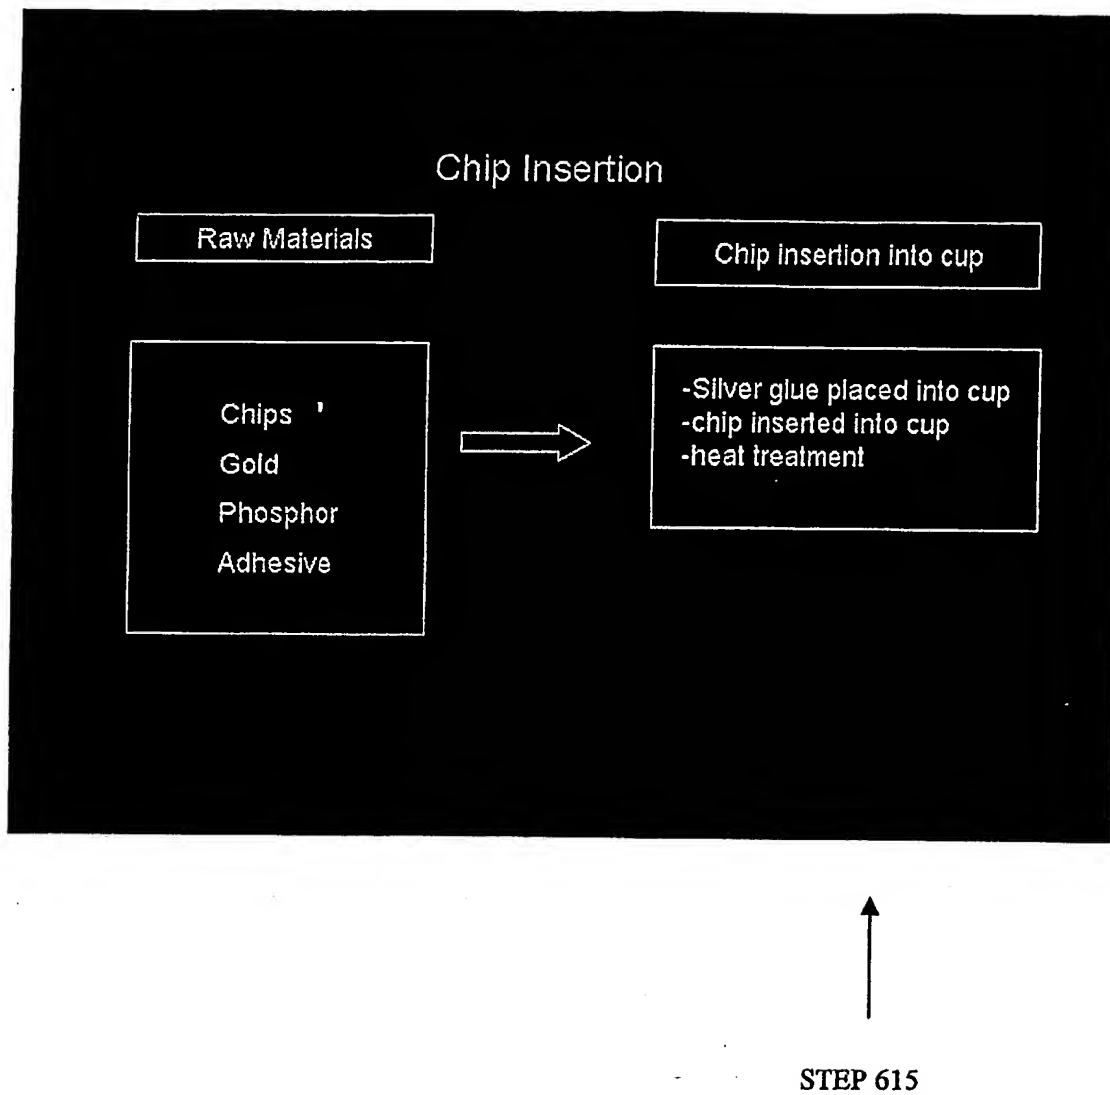 Chip Insertion
Raw Materials
Chips '
Gold
Phosphor
Adhesive
Chip insertion into cup
-Silver glue placed into cup
-chip inserted into cup
-heat treatment
STEP 615